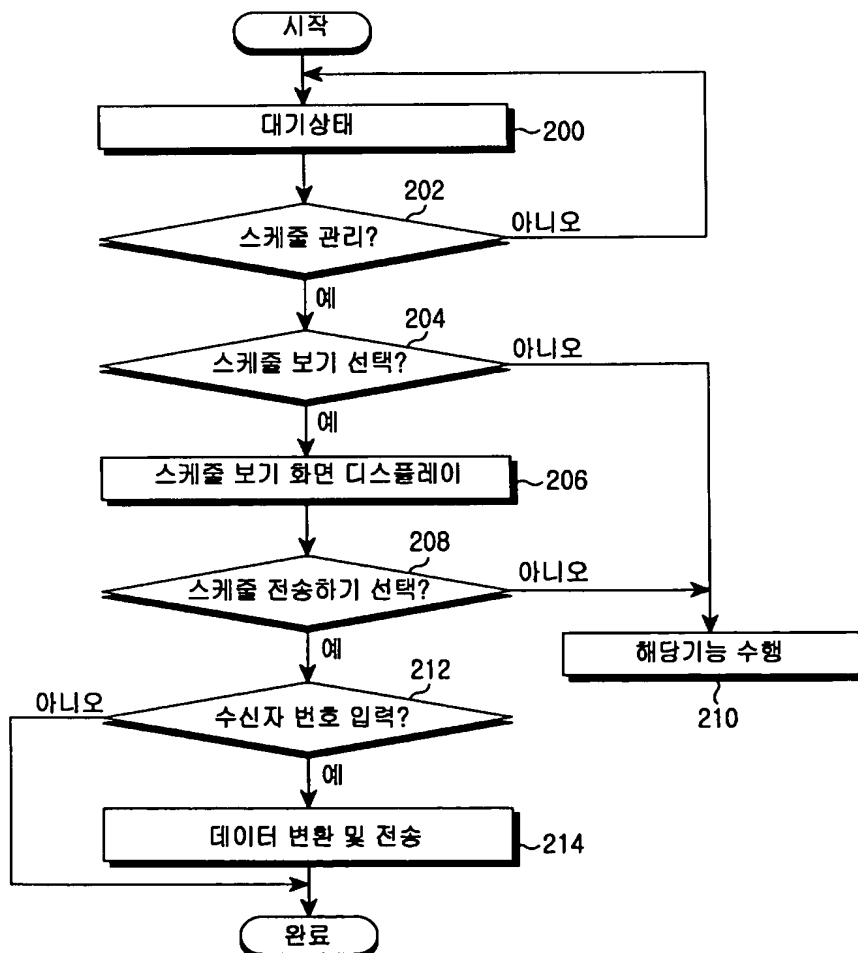 시작
대기상태
200
202
스케줄 관리?
아니오
예
204
스케줄 보기 선택?
아니오
예
스케줄 보기 화면 디스플레이
206
208
스케줄 전송하기 선택?
아니오
예
해당기능 수행
210
212
아니오
수신자 번호 입력?
예
데이터 변환 및 전송
214
완료